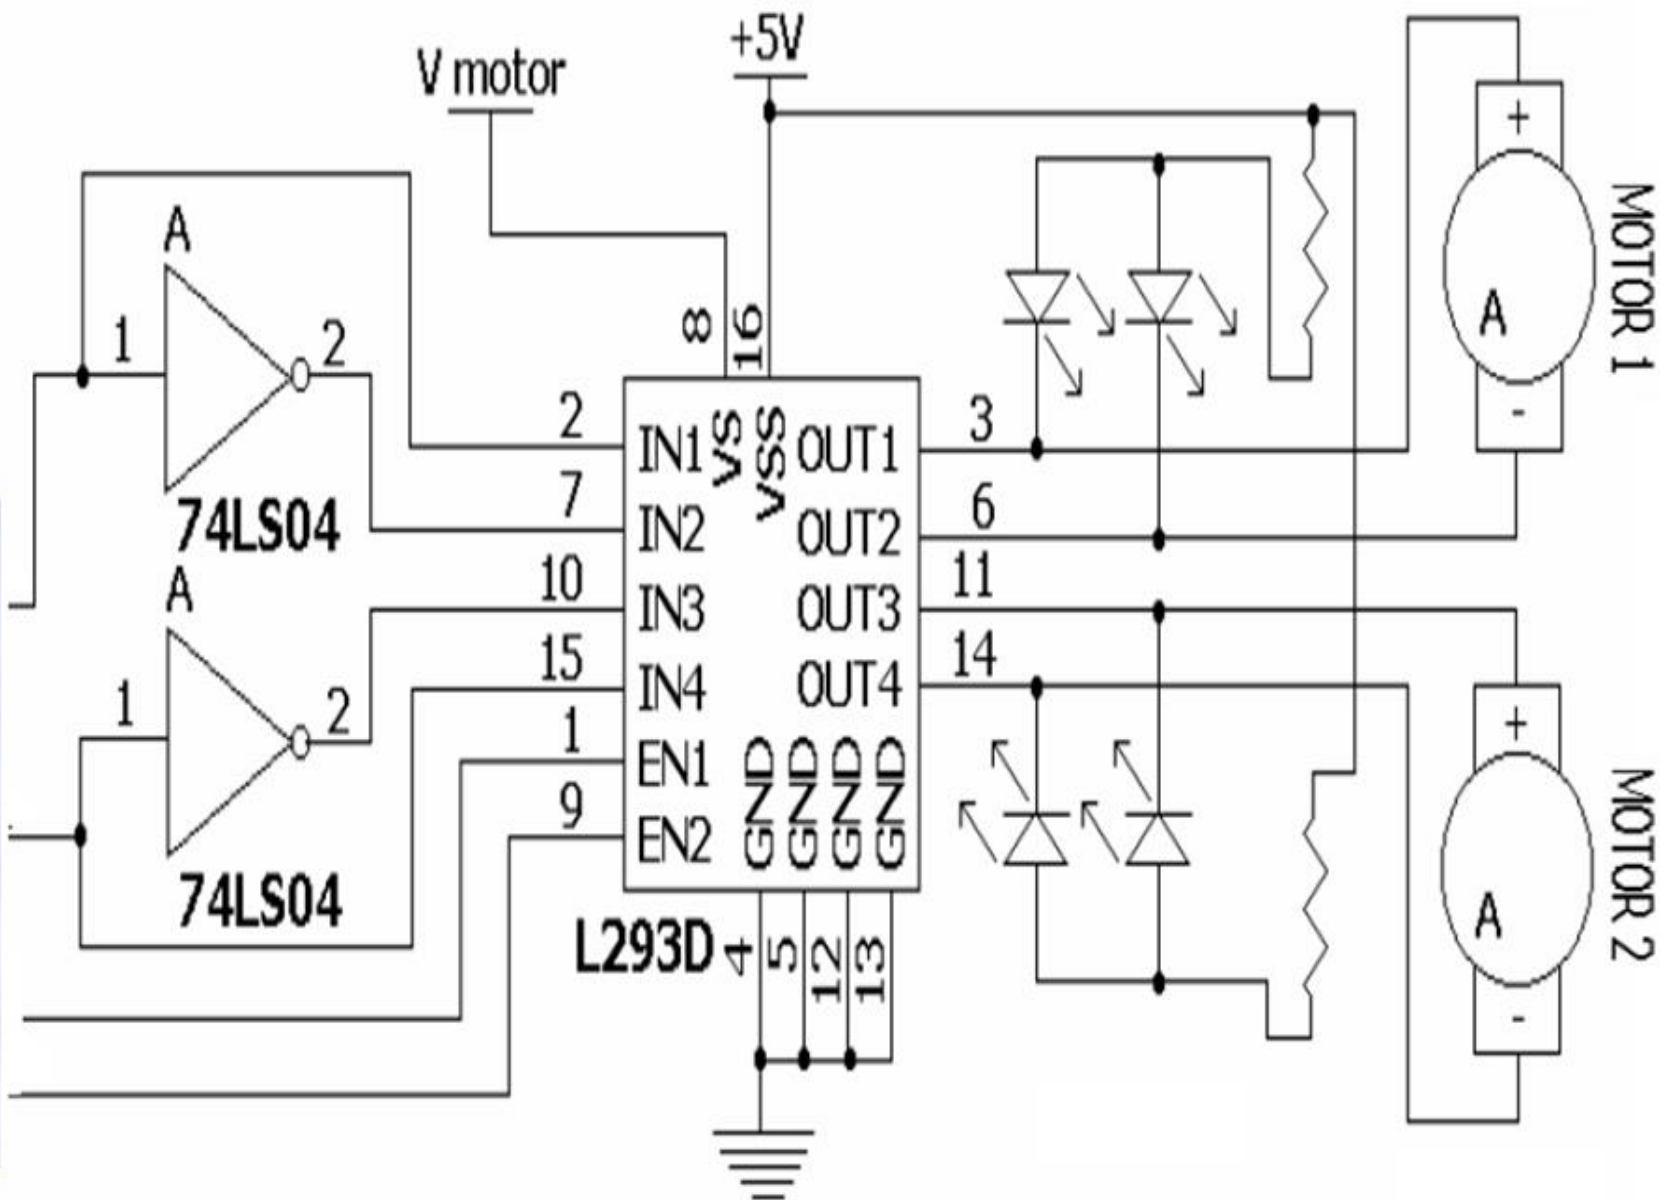 +5V
V motor
A
1
2
74LS04
A
1
2
74LS04
8
16
2
7
10
15
1
9
IN1
IN2
IN3
IN4
EN1
EN2
VS
VSS
OUT1
OUT2
OUT3
OUT4
GND
GND
GND
GND
3
6
11
14
L293D
4
5
12
13
+
A
-
MOTOR 1
+
A
-
MOTOR 2